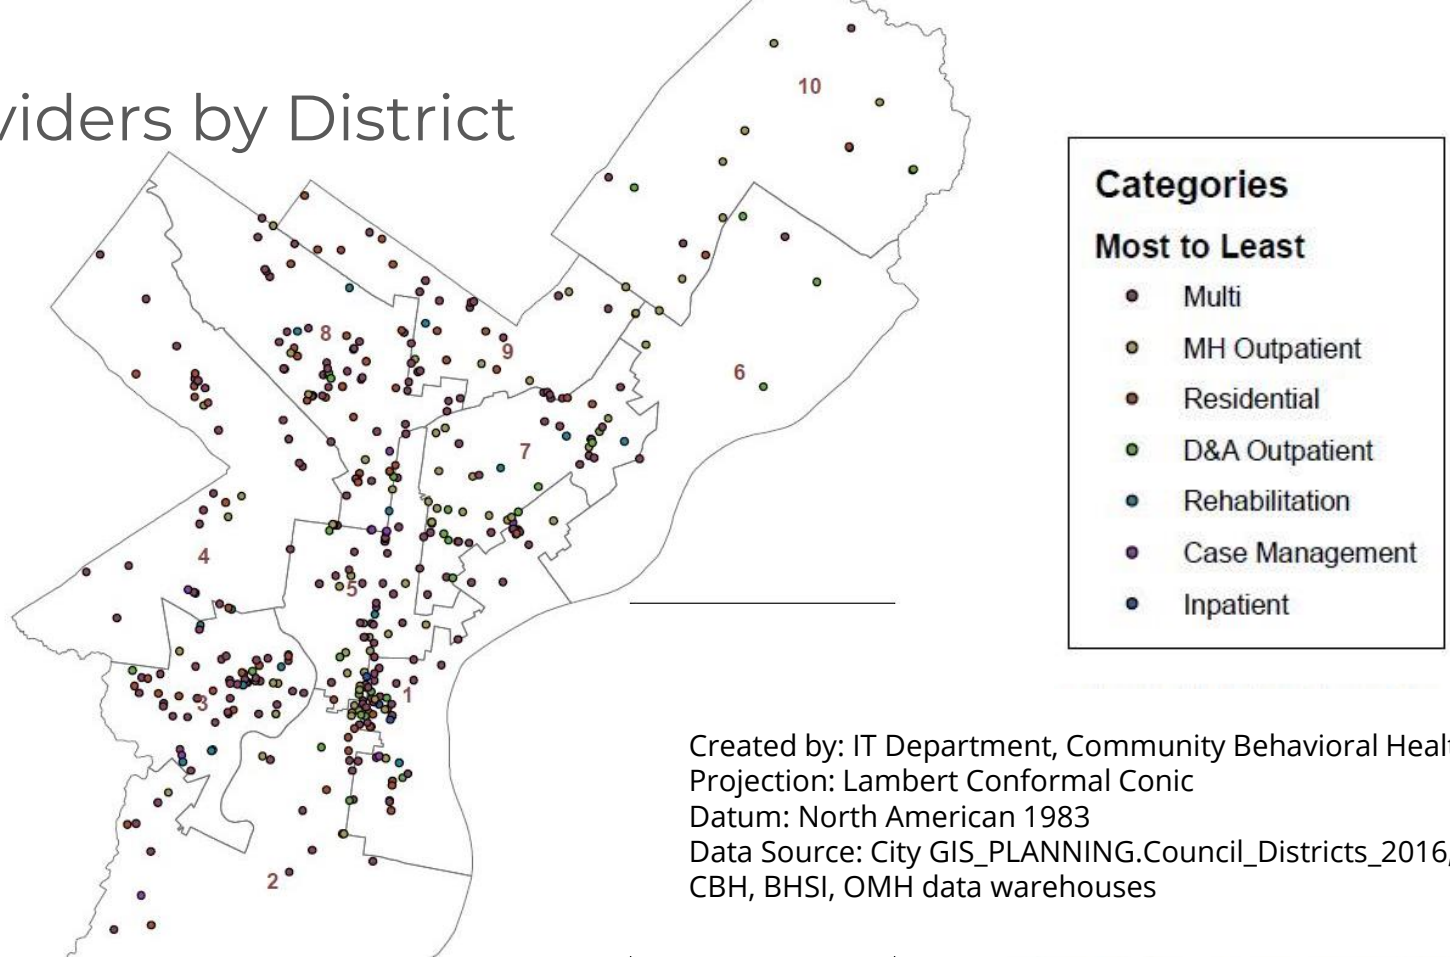 viders by District
10
8
9
6
7
4
5
3
1
2
Categories
Most to Least
Multi
MH Outpatient
Residential
D&A Outpatient
Rehabilitation
Case Management
Inpatient
Created by: IT Department, Community Behavioral Healt
Projection: Lambert Conformal Conic
Datum: North American 1983
Data Source: City GIS_PLANNING.Council_Districts_2016,
CBH, BHSI, OMH data warehouses